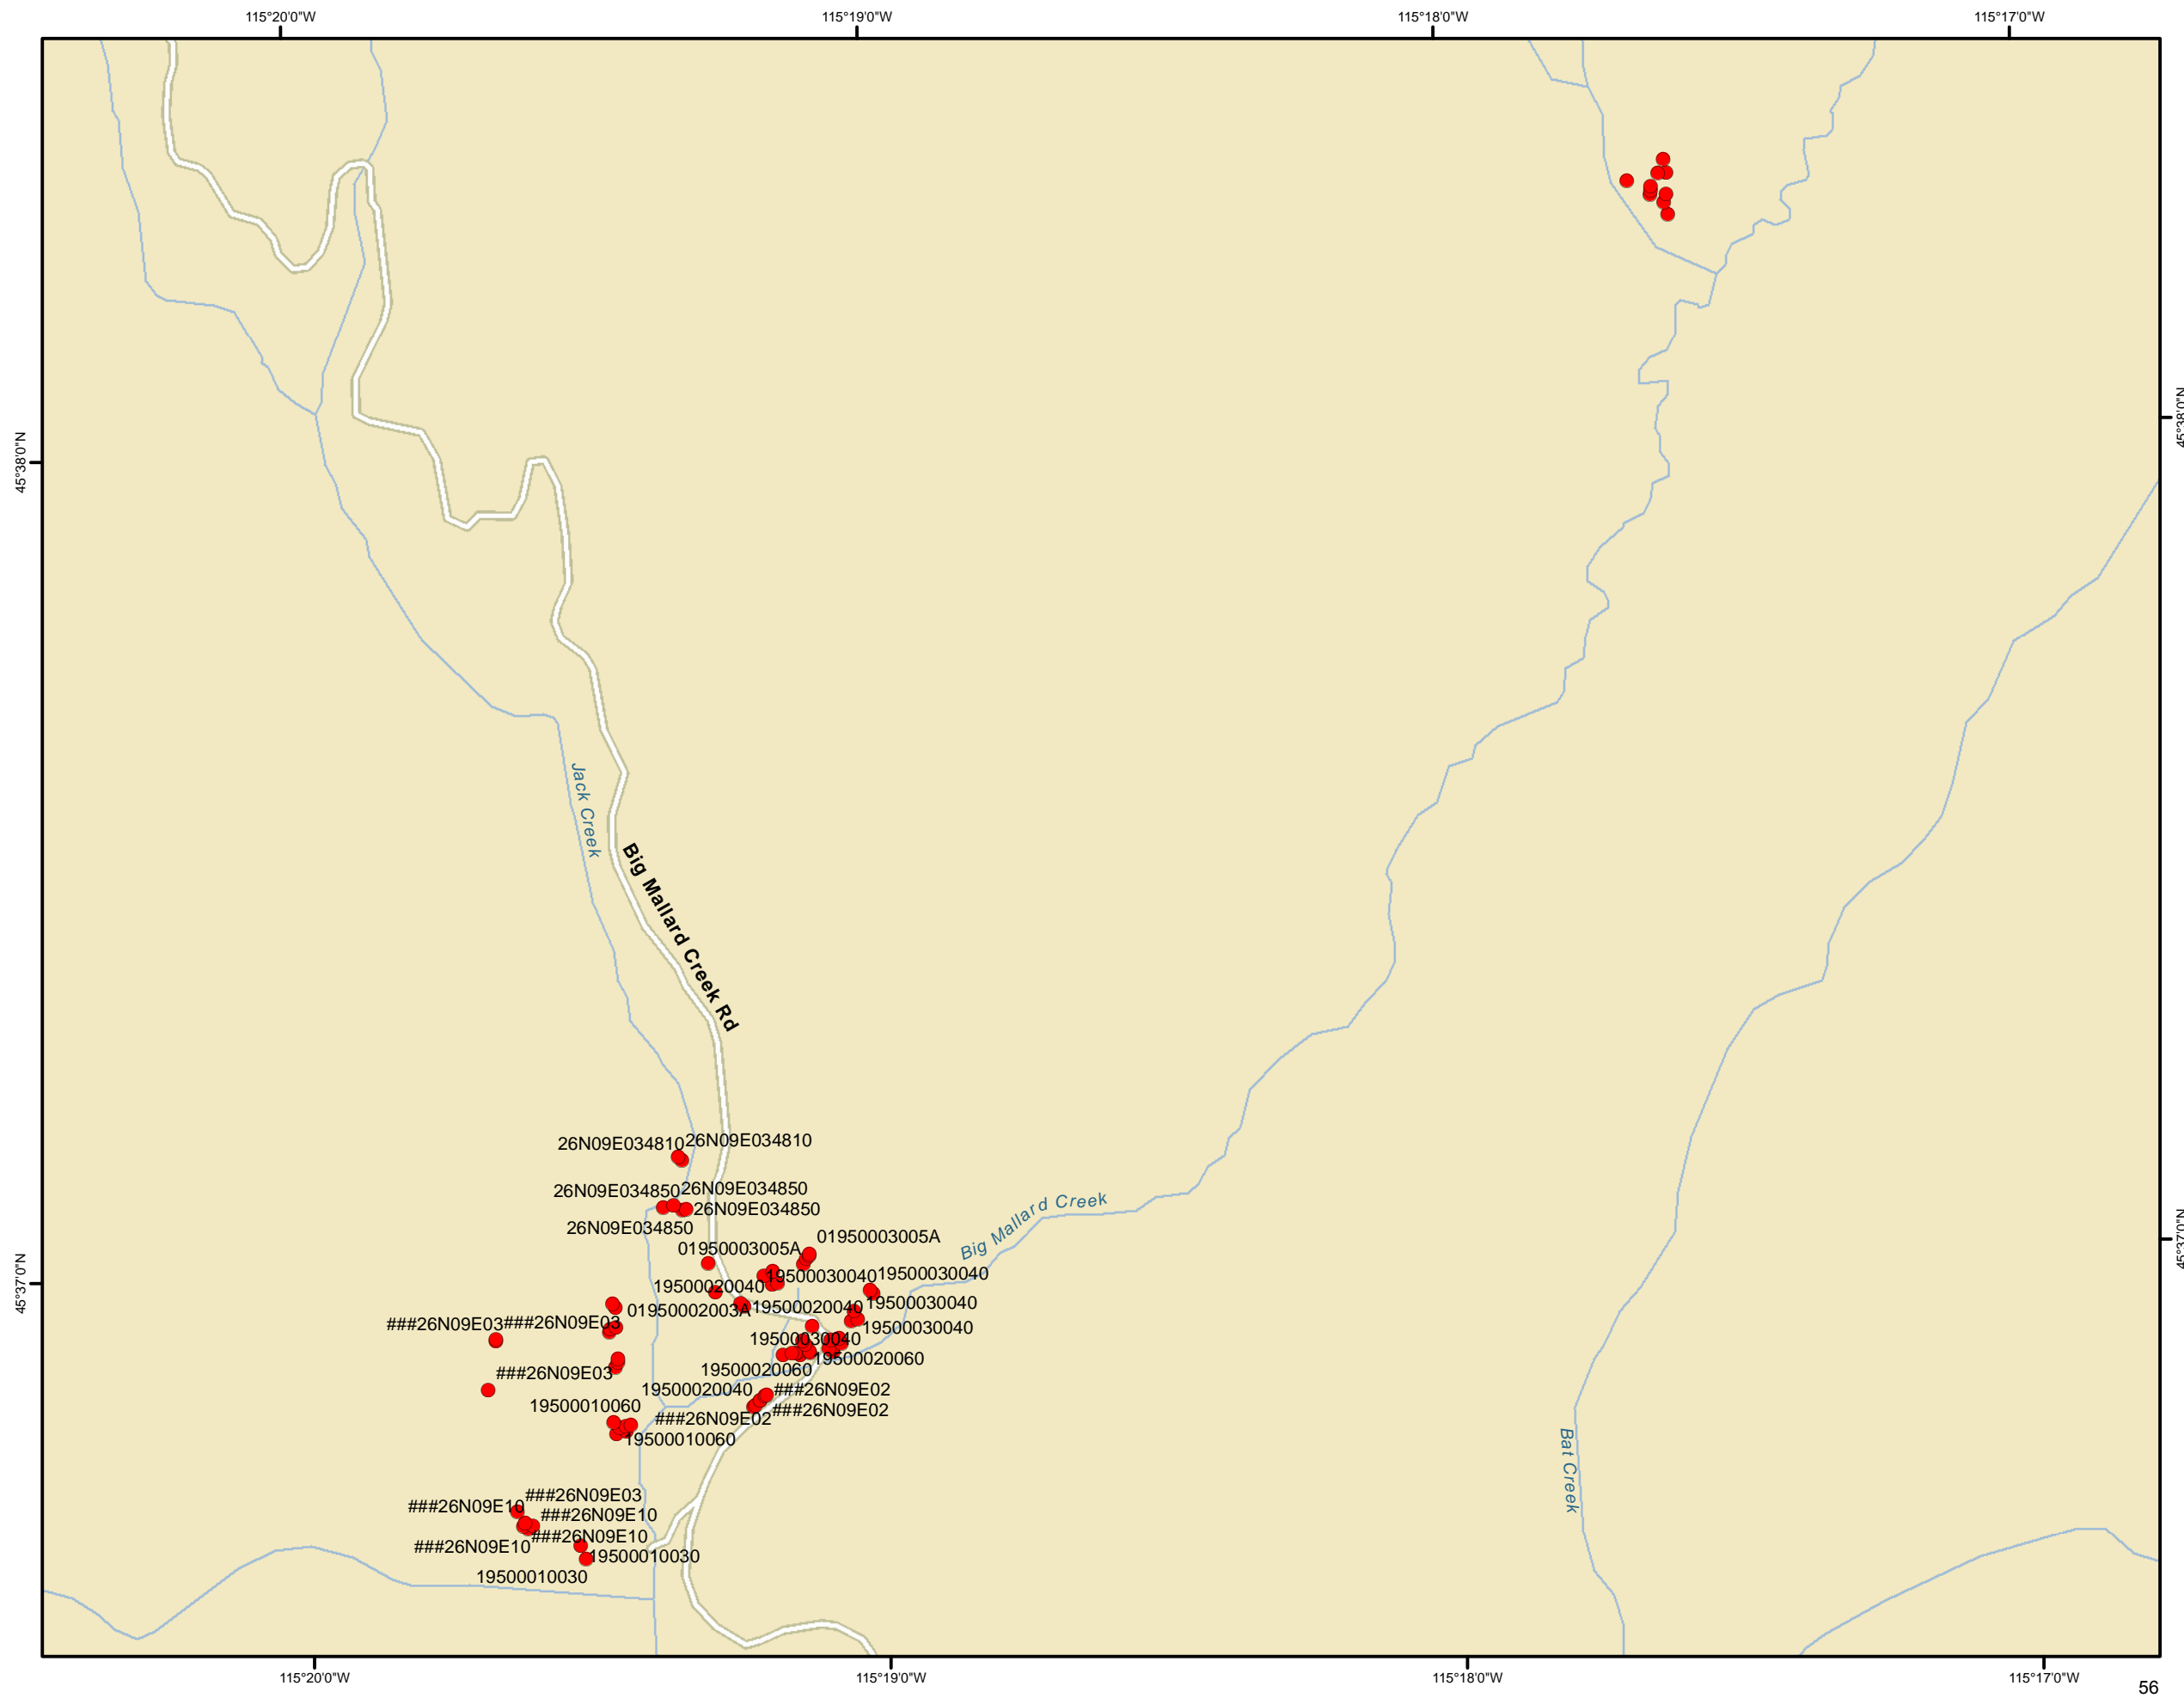 115°20'0"W
115°19'0"W
115°18'0"W
115°17'0"W
45°38'0"N
45°38'0"N
Jack Creek
Big Mallard Creek Rd
26N09E034810
26N09E034810
26N09E034850
26N09E034850
26N09E034850
26N09E034850
Big Mallard Creek
01950003005A
01950003005A
45°37'0"N
45°37'0"N
19500030040
19500030040
19500020040
01950002003A
19500020040
19500030040
###26N09E03
###26N09E03
19500030040
19500030040
19500020060
19500020060
###26N09E03
19500020040
###26N09E02
19500010060
###26N09E02
###26N09E02
19500010060
Bat Creek
###26N09E03
###26N09E10
###26N09E10
###26N09E10
###26N09E10
19500010030
19500010030
115°20'0"W
115°19'0"W
115°18'0"W
115°17'0"W
56